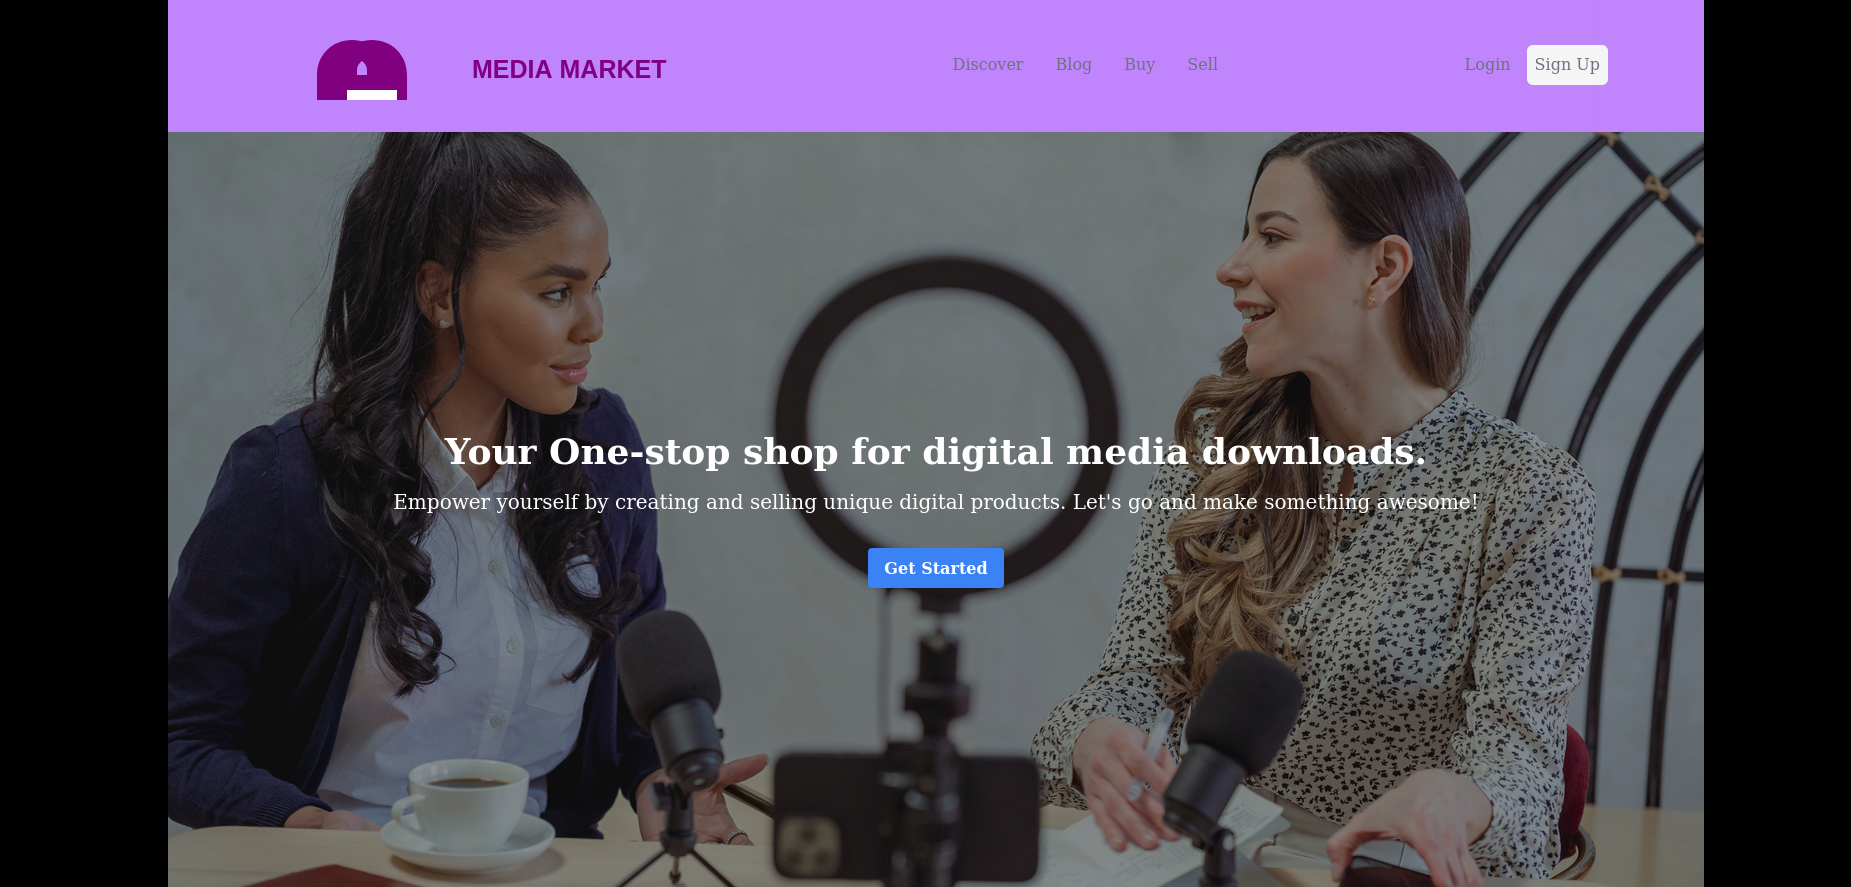 MEDIA MARKET
Discover Blog Buy Sell
Login Sign Up
Your One-stop shop for digital media downloads.
Empower yourself by creating and selling unique digital products. Let's go and make something awesome!
Get Started